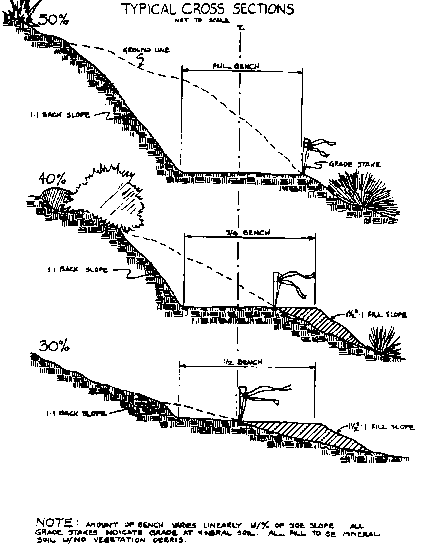 TYPICAL CROSS SECTIONS
NOT TO SCALE
50%
GROUND LINE
FULL BENCH
1:1 BACK SLOPE
GRADE STAKE
40%
3/4 BENCH
1:1 BACK SLOPE
1½:1 FILL SLOPE
30%
1/2 BENCH
1:1 BACK SLOPE
1½:1 FILL SLOPE
NOTE: AMOUNT OF BENCH VARIES LINEARLY W/% OF SIDE SLOPE ALL
GRADE STAKES INDICATE GRADE AT MINERAL SOIL. ALL FILL TO BE MINERAL
SOIL W/NO VEGETATION DEBRIS.